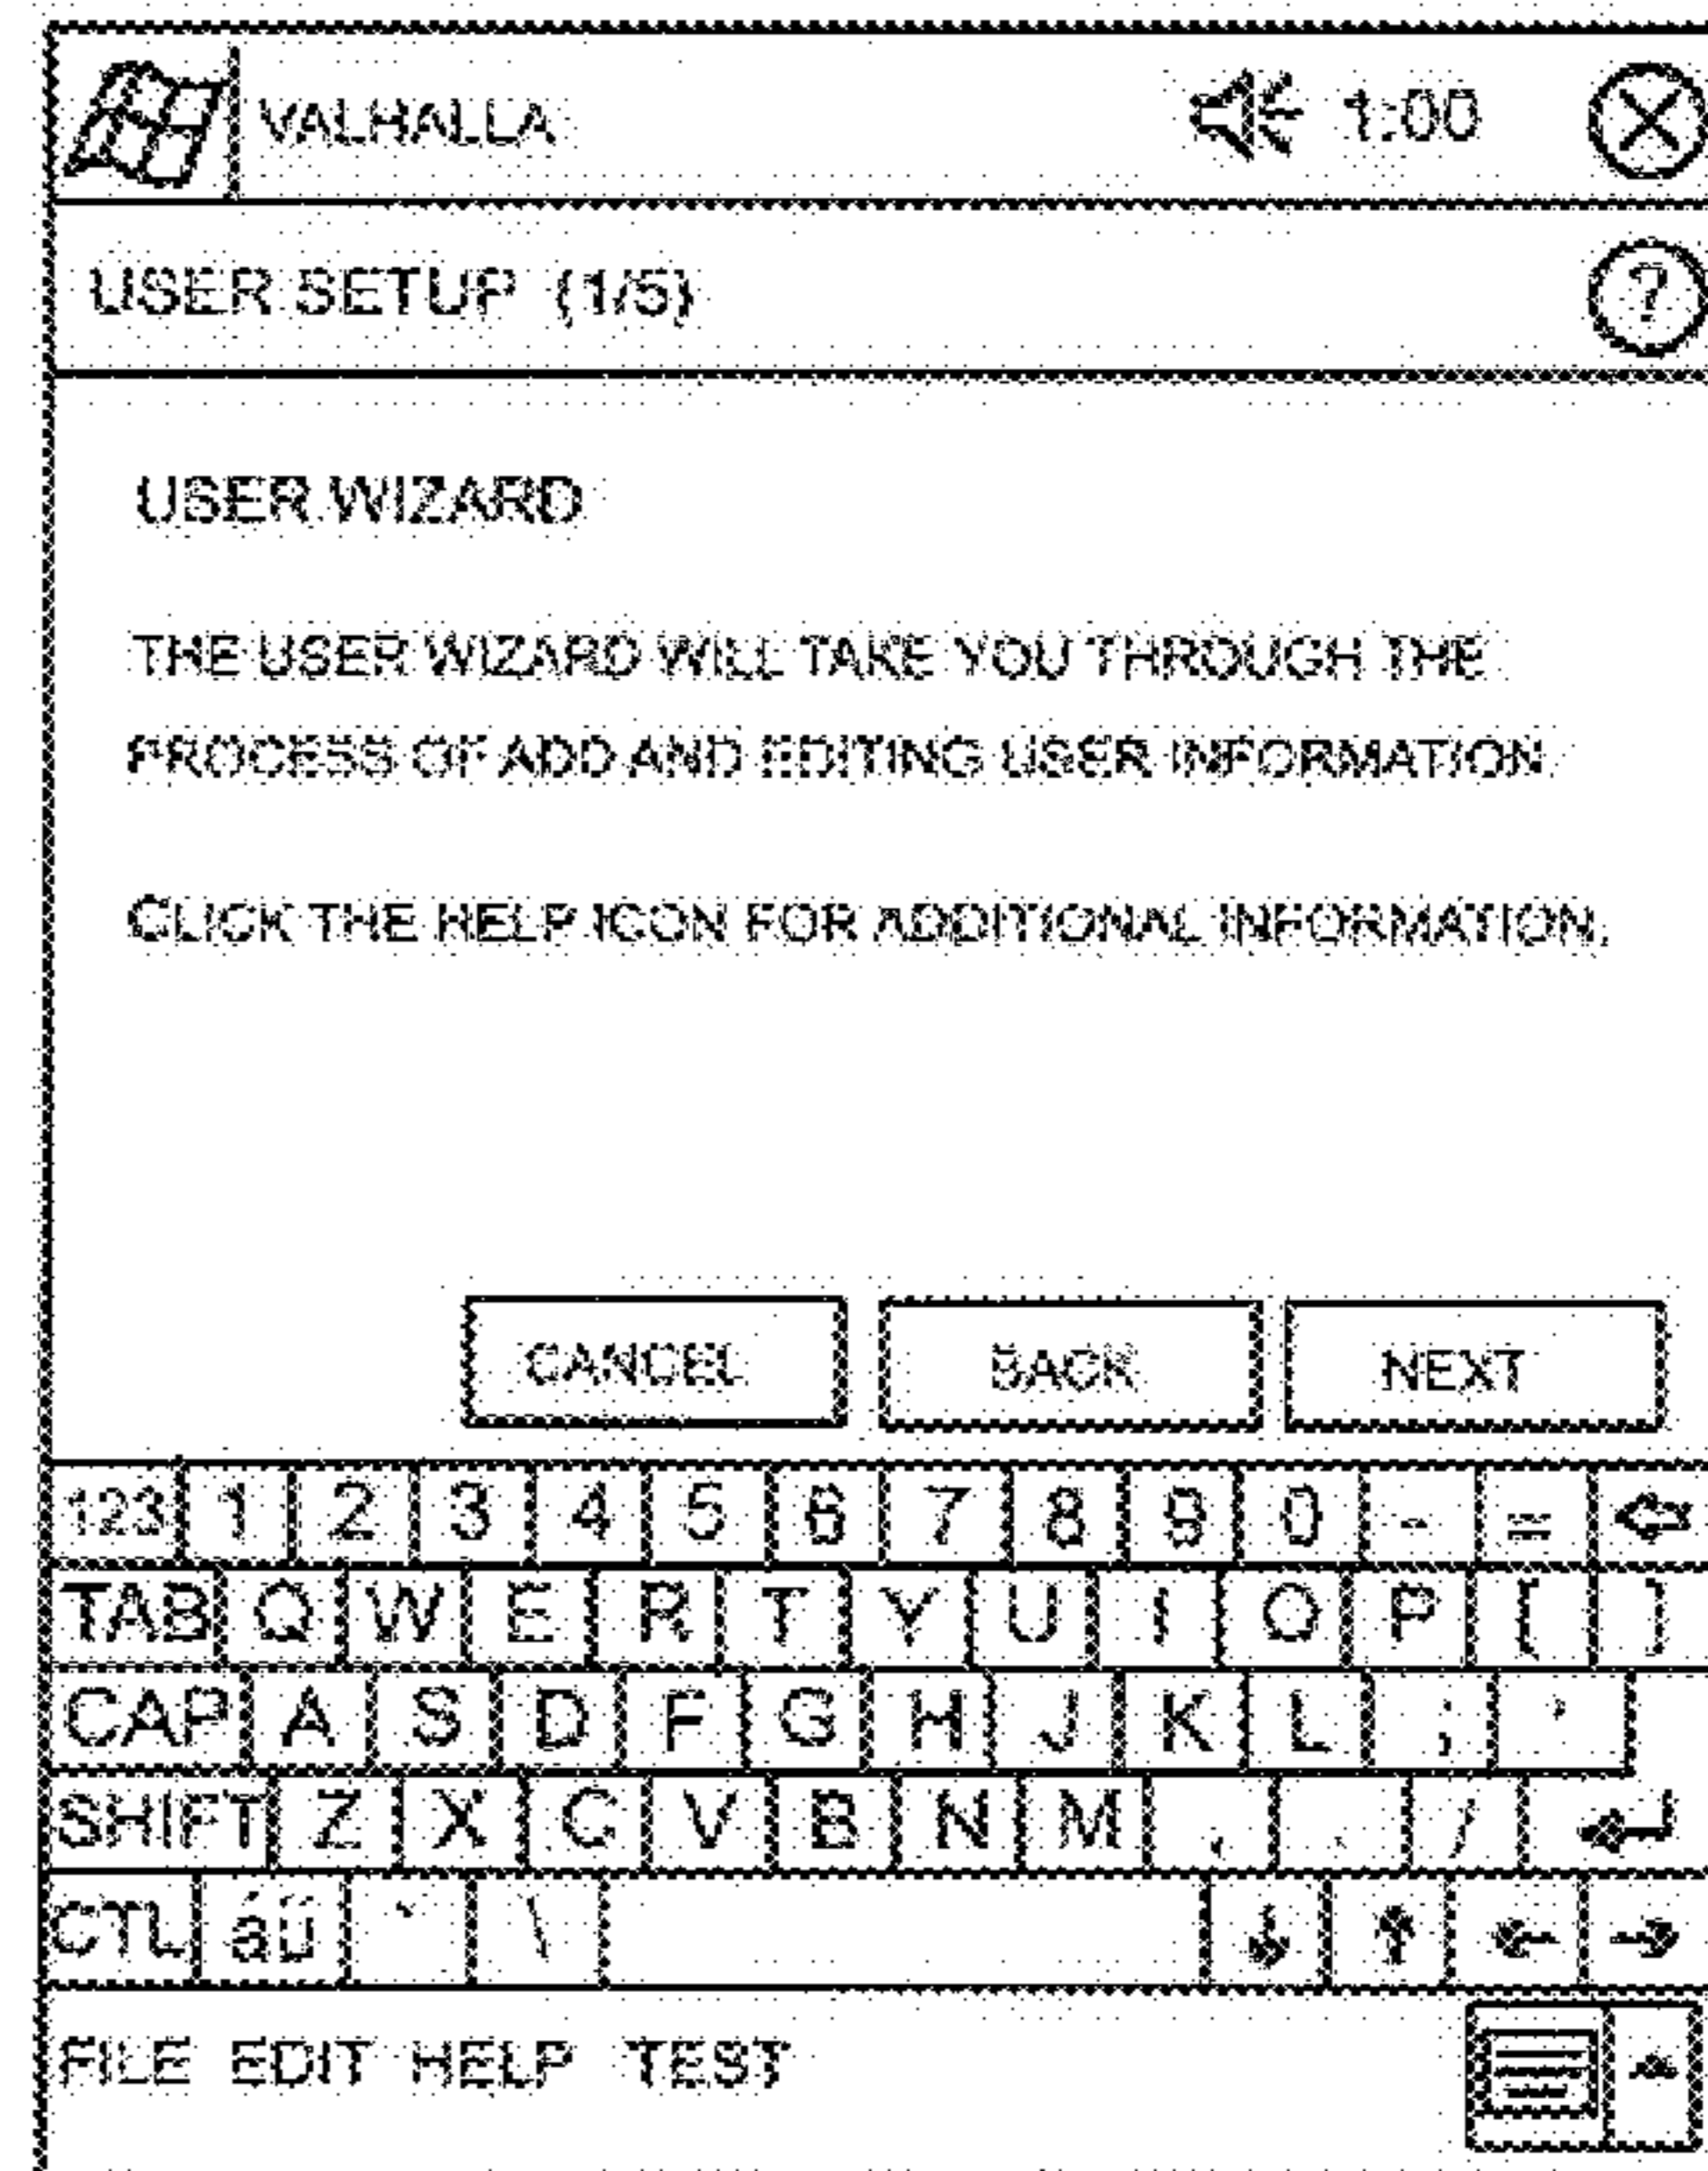 VALHALLA 1:00
USER SETUP (1/5) ?
USER WIZARD
THE USER WIZARD WILL TAKE YOU THROUGH THE
PROCESS OF ADD AND EDITING USER INFORMATION
CLICK THE HELP ICON FOR ADDITIONAL INFORMATION.
CANCEL BACK NEXT
123 1 2 3 4 5 6 7 8 9 0 - =
TAB Q W E R T Y U I O P [ ]
CAP A S D F G H J K L ; '
SHIFT Z X C V B N M , . /
CTL áü ` \
FILE EDIT HELP TEST